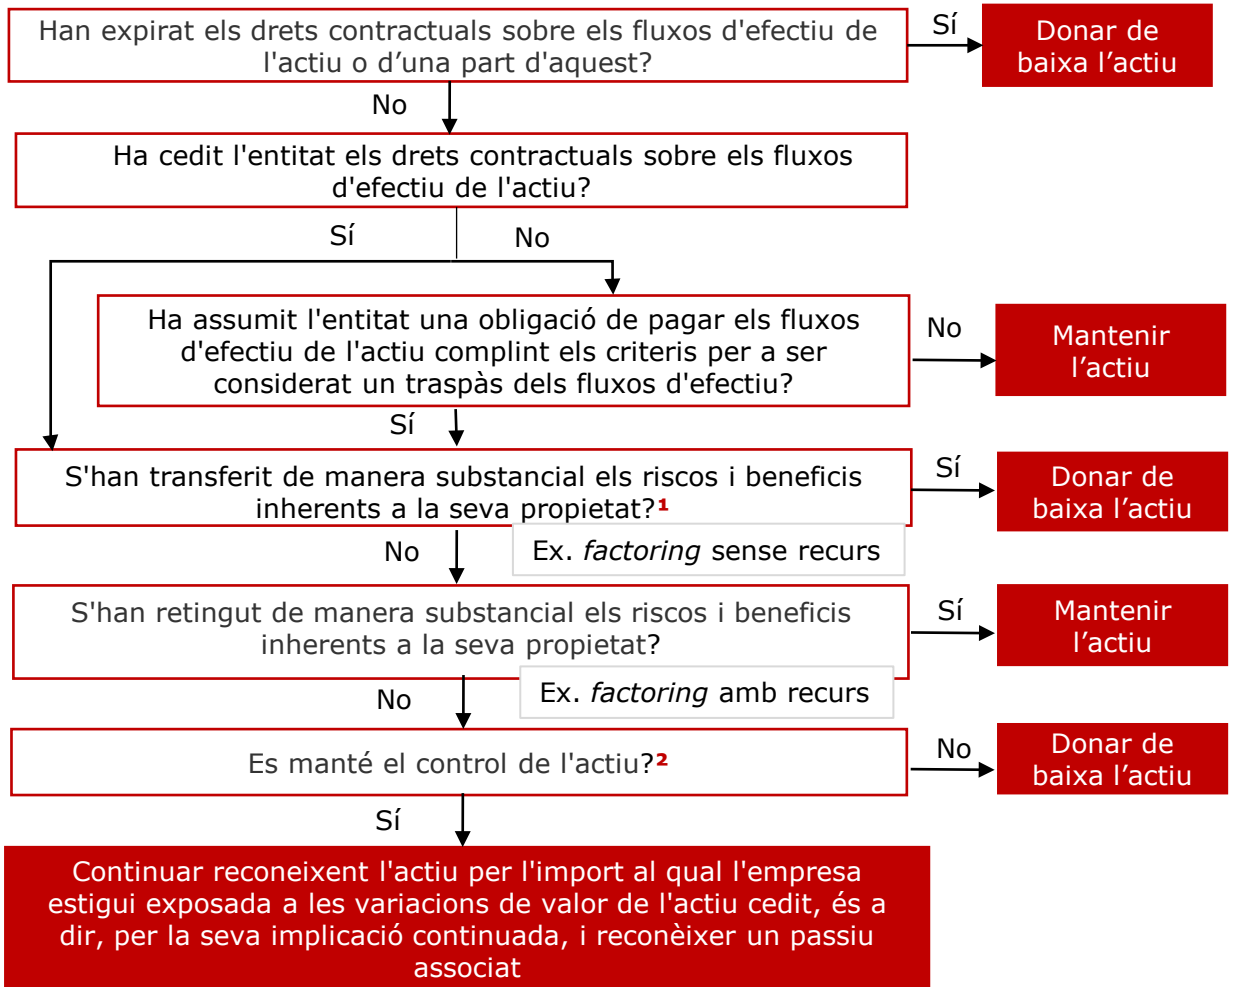 Han expirat els drets contractuals sobre els fluxos d'efectiu de
l'actiu o d’una part d'aquest?
Sí
Donar de
baixa l’actiu
No
Ha cedit l'entitat els drets contractuals sobre els fluxos
d'efectiu de l'actiu?
Sí
No
Ha assumit l'entitat una obligació de pagar els fluxos
d'efectiu de l'actiu complint els criteris per a ser
considerat un traspàs dels fluxos d'efectiu?
No
Mantenir
l’actiu
Sí
S'han transferit de manera substancial els riscos i beneficis
inherents a la seva propietat?¹
Sí
Donar de
baixa l’actiu
No
Ex. factoring sense recurs
S'han retingut de manera substancial els riscos i beneficis
inherents a la seva propietat?
Sí
Mantenir
l’actiu
No
Ex. factoring amb recurs
Es manté el control de l'actiu?²
No
Donar de
baixa l’actiu
Sí
Continuar reconeixent l'actiu per l'import al qual l'empresa
estigui exposada a les variacions de valor de l'actiu cedit, és a
dir, per la seva implicació continuada, i reconèixer un passiu
associat